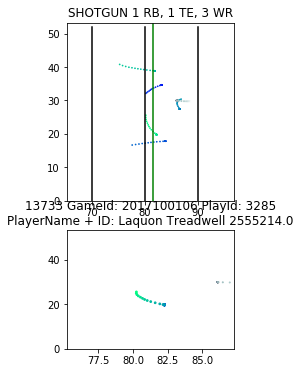 SHOTGUN 1 RB, 1 TE, 3 WR
50
40
30
20
10
0
70 80 90
13733 GameId: 2017100106 PlayId: 3285
PlayerName + ID: Laquon Treadwell 2555214.0
40
20
0
77.5 80.0 82.5 85.0